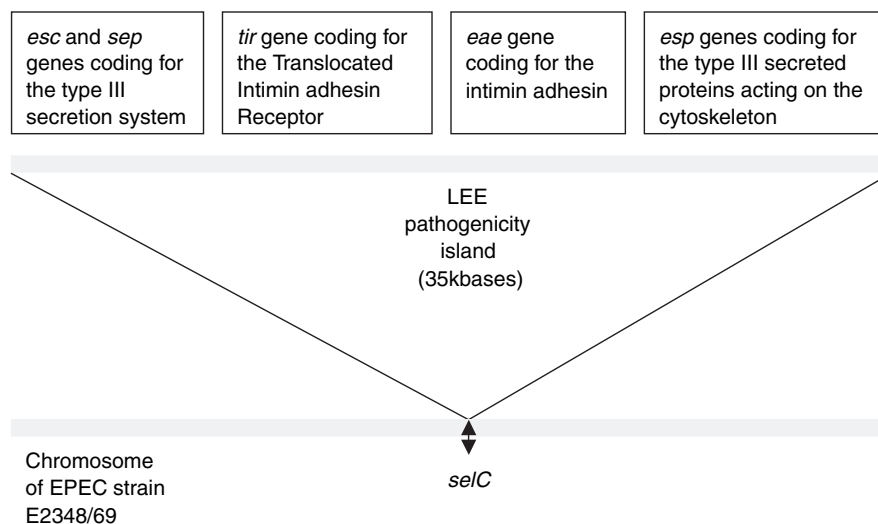 esc and sep
genes coding for
the type III
secretion system
tir gene coding for
the Translocated
Intimin adhesin
Receptor
eae gene
coding for the
intimin adhesin
esp genes coding for
the type III secreted
proteins acting on the
cytoskeleton
LEE
pathogenicity
island
(35kbases)
Chromosome
of EPEC strain
E2348/69
selC